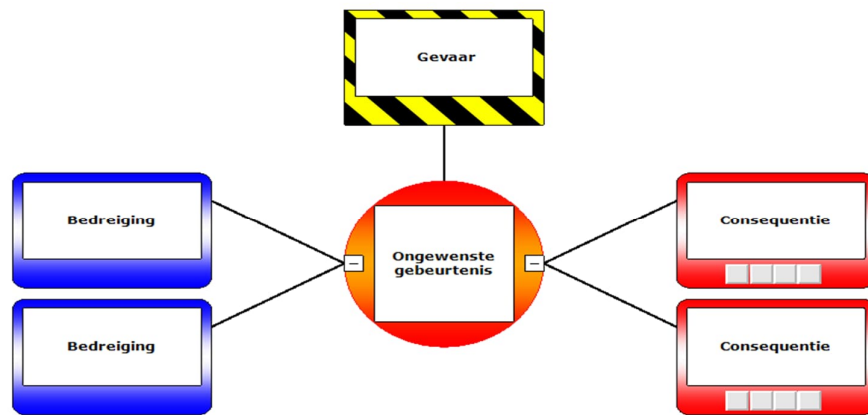 Gevaar
Bedreiging
Ongewenste
gebeurtenis
Consequentie
Bedreiging
Consequentie